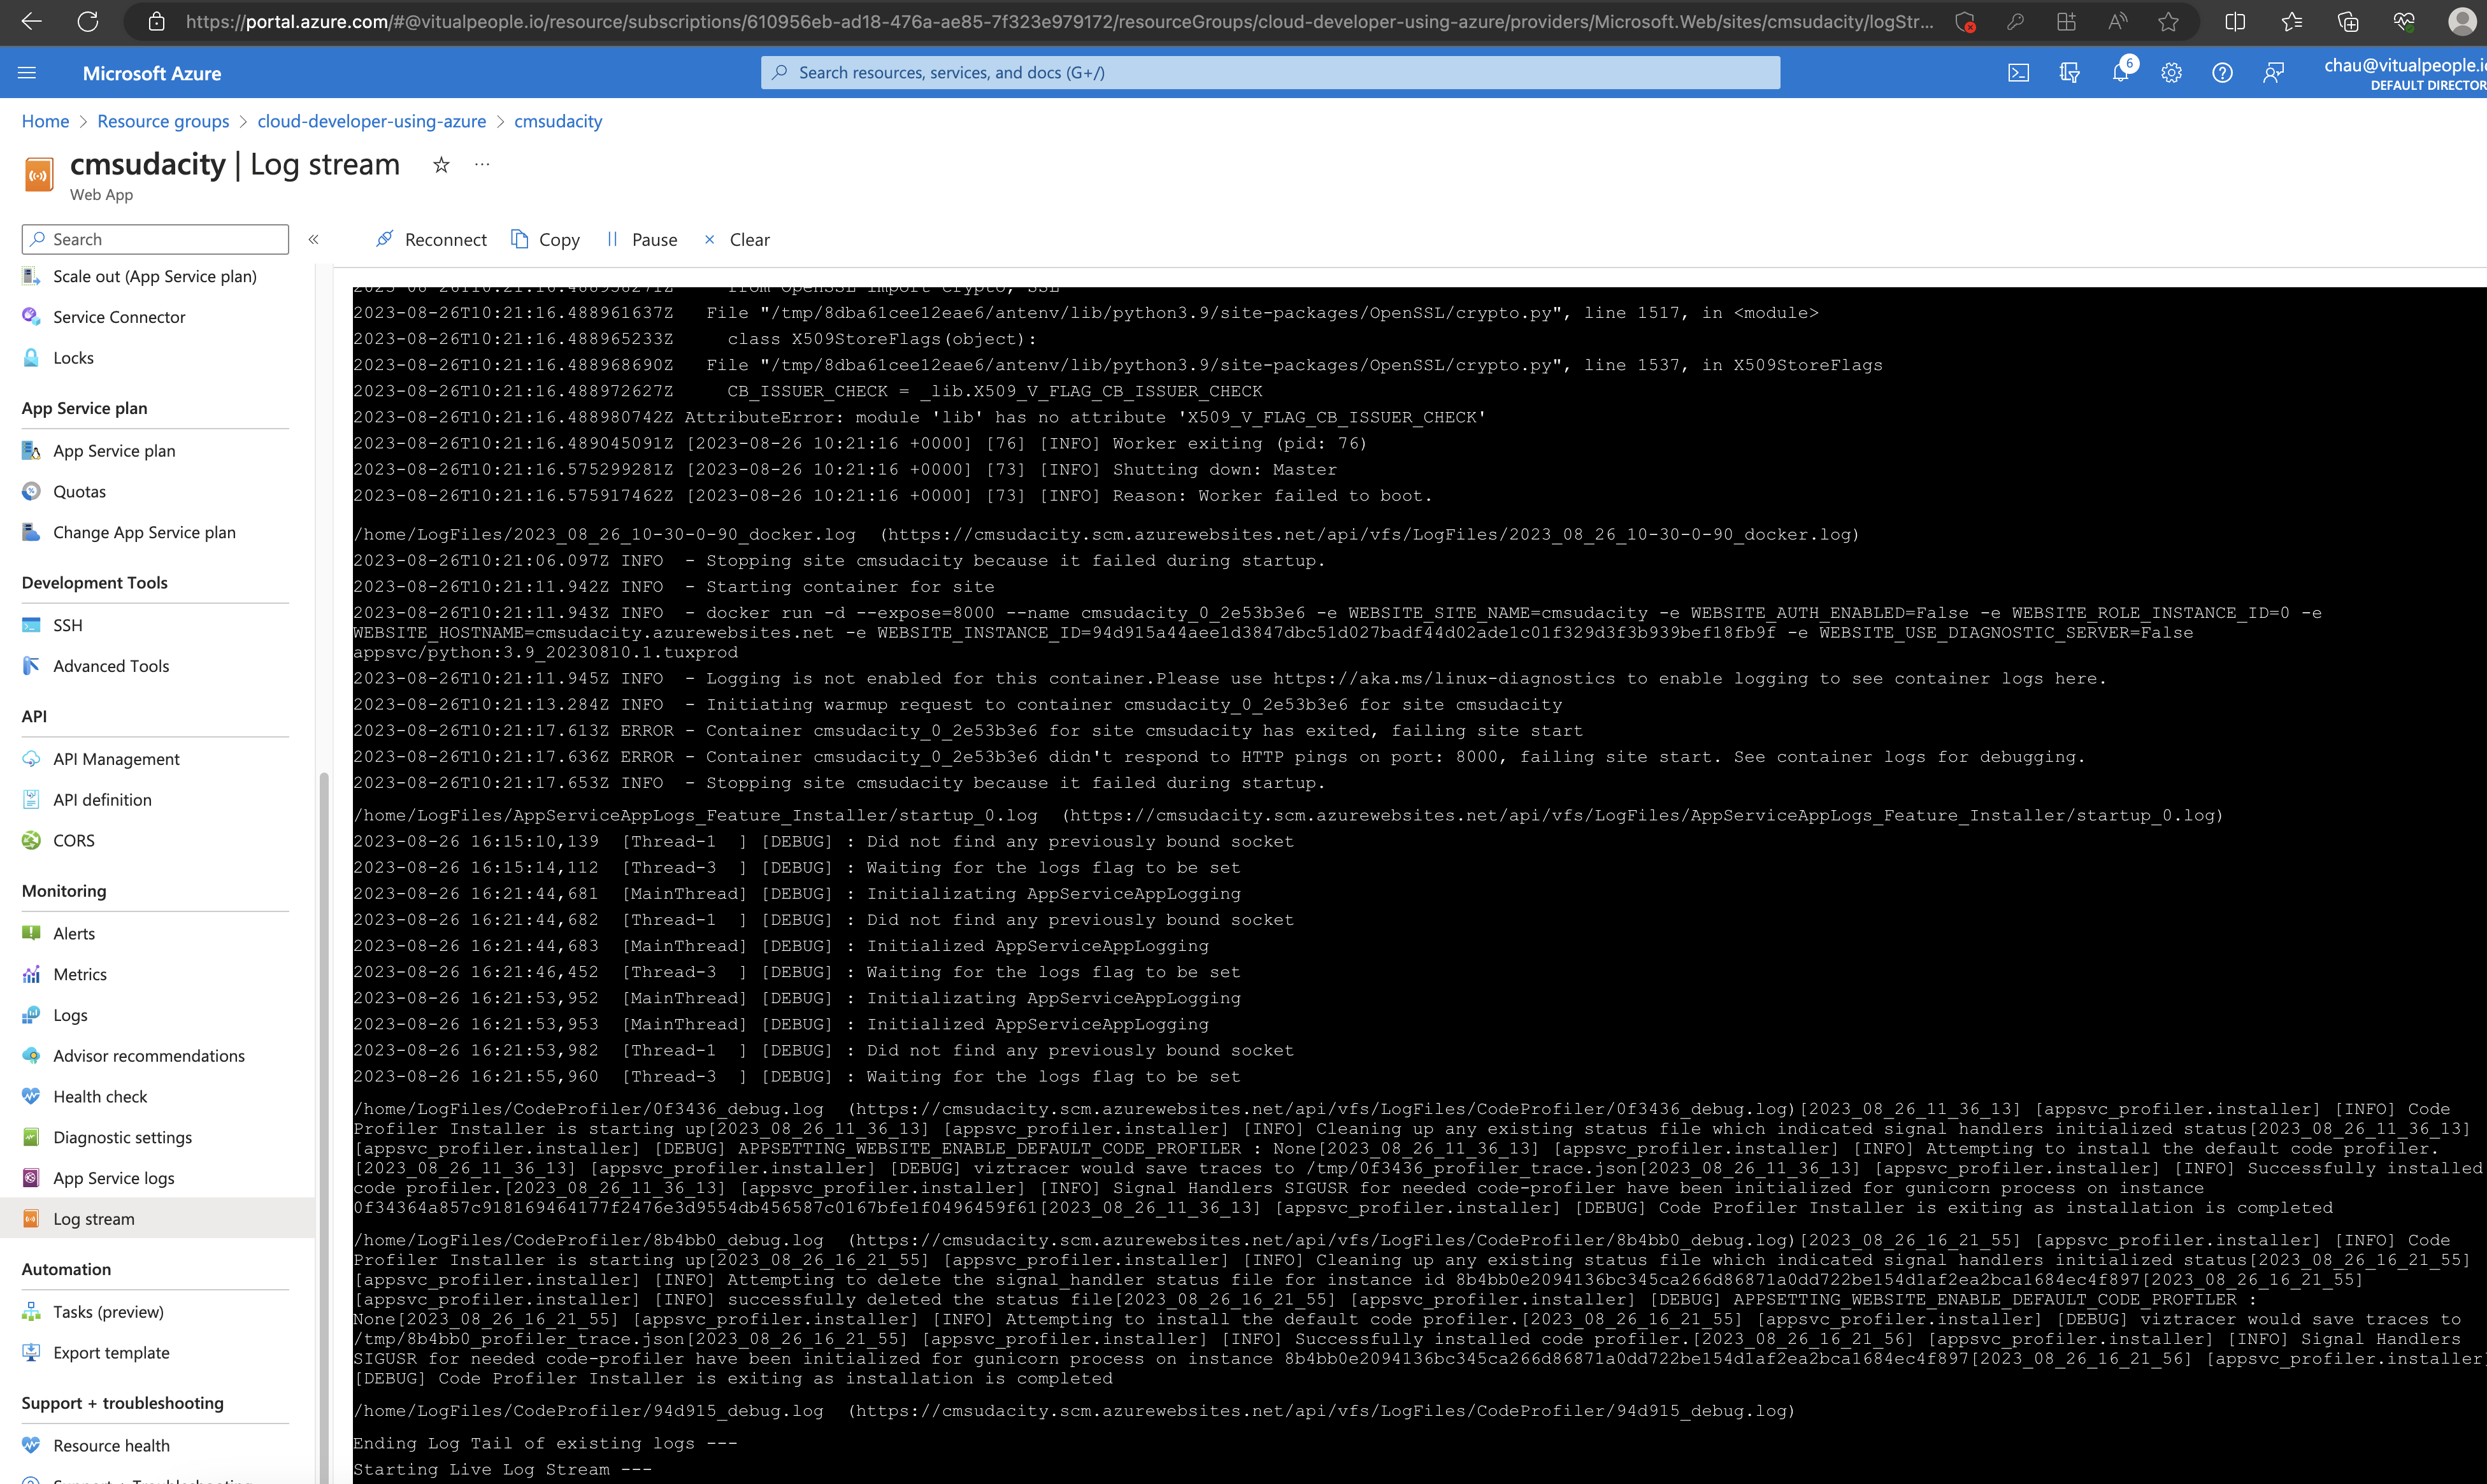 https://portal.azure.com/#@vitualpeople.io/resource/subscriptions/610956eb-ad18-476a-ae85-7f323e979172/resourceGroups/cloud-developer-using-azure/providers/Microsoft.Web/sites/cmsudacity/logStr...
Microsoft Azure
Search resources, services, and docs (G+/)
6
chau@vitualpeople.i
DEFAULT DIRECTOR
Home > Resource groups > cloud-developer-using-azure > cmsudacity
cmsudacity | Log stream
Web App
Search
Reconnect
Copy
Pause
Clear
Scale out (App Service plan)
Service Connector
Locks
App Service plan
App Service plan
Quotas
Change App Service plan
Development Tools
SSH
Advanced Tools
API
API Management
API definition
CORS
Monitoring
Alerts
Metrics
Logs
Advisor recommendations
Health check
Diagnostic settings
App Service logs
Log stream
Automation
Tasks (preview)
Export template
Support + troubleshooting
Resource health
from OpenSSL import crypto, SSL
2023-08-26T10:21:16.488961637Z   File "/tmp/8dba61cee12eae6/antenv/lib/python3.9/site-packages/OpenSSL/crypto.py", line 1517, in <module>
2023-08-26T10:21:16.488965233Z     class X509StoreFlags(object):
2023-08-26T10:21:16.488968690Z   File "/tmp/8dba61cee12eae6/antenv/lib/python3.9/site-packages/OpenSSL/crypto.py", line 1537, in X509StoreFlags
2023-08-26T10:21:16.488972627Z     CB_ISSUER_CHECK = _lib.X509_V_FLAG_CB_ISSUER_CHECK
2023-08-26T10:21:16.488980742Z AttributeError: module 'lib' has no attribute 'X509_V_FLAG_CB_ISSUER_CHECK'
2023-08-26T10:21:16.489045091Z [2023-08-26 10:21:16 +0000] [76] [INFO] Worker exiting (pid: 76)
2023-08-26T10:21:16.575299281Z [2023-08-26 10:21:16 +0000] [73] [INFO] Shutting down: Master
2023-08-26T10:21:16.575917462Z [2023-08-26 10:21:16 +0000] [73] [INFO] Reason: Worker failed to boot.
/home/LogFiles/2023_08_26_10-30-0-90_docker.log  (https://cmsudacity.scm.azurewebsites.net/api/vfs/LogFiles/2023_08_26_10-30-0-90_docker.log)
2023-08-26T10:21:06.097Z INFO  - Stopping site cmsudacity because it failed during startup.
2023-08-26T10:21:11.942Z INFO  - Starting container for site
2023-08-26T10:21:11.943Z INFO  - docker run -d --expose=8000 --name cmsudacity_0_2e53b3e6 -e WEBSITE_SITE_NAME=cmsudacity -e WEBSITE_AUTH_ENABLED=False -e WEBSITE_ROLE_INSTANCE_ID=0 -e
WEBSITE_HOSTNAME=cmsudacity.azurewebsites.net -e WEBSITE_INSTANCE_ID=94d915a44aee1d3847dbc51d027badf44d02ade1c01f329d3f3b939bef18fb9f -e WEBSITE_USE_DIAGNOSTIC_SERVER=False
appsvc/python:3.9_20230810.1.tuxprod
2023-08-26T10:21:11.945Z INFO  - Logging is not enabled for this container.Please use https://aka.ms/linux-diagnostics to enable logging to see container logs here.
2023-08-26T10:21:13.284Z INFO  - Initiating warmup request to container cmsudacity_0_2e53b3e6 for site cmsudacity
2023-08-26T10:21:17.613Z ERROR - Container cmsudacity_0_2e53b3e6 for site cmsudacity has exited, failing site start
2023-08-26T10:21:17.636Z ERROR - Container cmsudacity_0_2e53b3e6 didn't respond to HTTP pings on port: 8000, failing site start. See container logs for debugging.
2023-08-26T10:21:17.653Z INFO  - Stopping site cmsudacity because it failed during startup.
/home/LogFiles/AppServiceAppLogs_Feature_Installer/startup_0.log  (https://cmsudacity.scm.azurewebsites.net/api/vfs/LogFiles/AppServiceAppLogs_Feature_Installer/startup_0.log)
2023-08-26 16:15:10,139  [Thread-1  ] [DEBUG] : Did not find any previously bound socket
2023-08-26 16:15:14,112  [Thread-3  ] [DEBUG] : Waiting for the logs flag to be set
2023-08-26 16:21:44,681  [MainThread] [DEBUG] : Initializating AppServiceAppLogging
2023-08-26 16:21:44,682  [Thread-1  ] [DEBUG] : Did not find any previously bound socket
2023-08-26 16:21:44,683  [MainThread] [DEBUG] : Initialized AppServiceAppLogging
2023-08-26 16:21:46,452  [Thread-3  ] [DEBUG] : Waiting for the logs flag to be set
2023-08-26 16:21:53,952  [MainThread] [DEBUG] : Initializating AppServiceAppLogging
2023-08-26 16:21:53,953  [MainThread] [DEBUG] : Initialized AppServiceAppLogging
2023-08-26 16:21:53,982  [Thread-1  ] [DEBUG] : Did not find any previously bound socket
2023-08-26 16:21:55,960  [Thread-3  ] [DEBUG] : Waiting for the logs flag to be set
/home/LogFiles/CodeProfiler/0f3436_debug.log  (https://cmsudacity.scm.azurewebsites.net/api/vfs/LogFiles/CodeProfiler/0f3436_debug.log)[2023_08_26_11_36_13] [appsvc_profiler.installer] [INFO] Code
Profiler Installer is starting up[2023_08_26_11_36_13] [appsvc_profiler.installer] [INFO] Cleaning up any existing status file which indicated signal handlers initialized status[2023_08_26_11_36_13]
[appsvc_profiler.installer] [DEBUG] APPSETTING_WEBSITE_ENABLE_DEFAULT_CODE_PROFILER : None[2023_08_26_11_36_13] [appsvc_profiler.installer] [INFO] Attempting to install the default code profiler.
[2023_08_26_11_36_13] [appsvc_profiler.installer] [DEBUG] viztracer would save traces to /tmp/0f3436_profiler_trace.json[2023_08_26_11_36_13] [appsvc_profiler.installer] [INFO] Successfully installed
code profiler.[2023_08_26_11_36_13] [appsvc_profiler.installer] [INFO] Signal Handlers SIGUSR for needed code-profiler have been initialized for gunicorn process on instance
0f34364a857c918169464177f2476e3d9554db456587c0167bfe1f0496459f61[2023_08_26_11_36_13] [appsvc_profiler.installer] [DEBUG] Code Profiler Installer is exiting as installation is completed
/home/LogFiles/CodeProfiler/8b4bb0_debug.log  (https://cmsudacity.scm.azurewebsites.net/api/vfs/LogFiles/CodeProfiler/8b4bb0_debug.log)[2023_08_26_16_21_55] [appsvc_profiler.installer] [INFO] Code
Profiler Installer is starting up[2023_08_26_16_21_55] [appsvc_profiler.installer] [INFO] Cleaning up any existing status file which indicated signal handlers initialized status[2023_08_26_16_21_55]
[appsvc_profiler.installer] [INFO] Attempting to delete the signal_handler status file for instance id 8b4bb0e2094136bc345ca266d86871a0dd722be154d1af2ea2bca1684ec4f897[2023_08_26_16_21_55]
[appsvc_profiler.installer] [INFO] successfully deleted the status file[2023_08_26_16_21_55] [appsvc_profiler.installer] [DEBUG] APPSETTING_WEBSITE_ENABLE_DEFAULT_CODE_PROFILER :
None[2023_08_26_16_21_55] [appsvc_profiler.installer] [INFO] Attempting to install the default code profiler.[2023_08_26_16_21_55] [appsvc_profiler.installer] [DEBUG] viztracer would save traces to
/tmp/8b4bb0_profiler_trace.json[2023_08_26_16_21_55] [appsvc_profiler.installer] [INFO] Successfully installed code profiler.[2023_08_26_16_21_56] [appsvc_profiler.installer] [INFO] Signal Handlers
SIGUSR for needed code-profiler have been initialized for gunicorn process on instance 8b4bb0e2094136bc345ca266d86871a0dd722be154d1af2ea2bca1684ec4f897[2023_08_26_16_21_56] [appsvc_profiler.installer
[DEBUG] Code Profiler Installer is exiting as installation is completed
/home/LogFiles/CodeProfiler/94d915_debug.log  (https://cmsudacity.scm.azurewebsites.net/api/vfs/LogFiles/CodeProfiler/94d915_debug.log)
Ending Log Tail of existing logs ---
Starting Live Log Stream ---